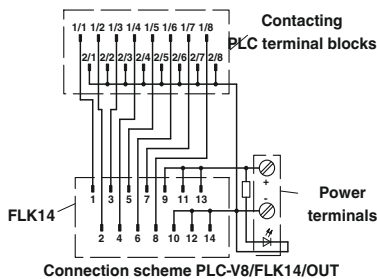 1/1 1/2 1/3 1/4 1/5 1/6 1/7 1/8
2/1 2/2 2/3 2/4 2/5 2/6 2/7 2/8
Contacting
PLC terminal blocks
1 3 5 7 9 11 13
2 4 6 8 10 12 14
FLK14
+
-
Power
terminals
Connection scheme PLC-V8/FLK14/OUT